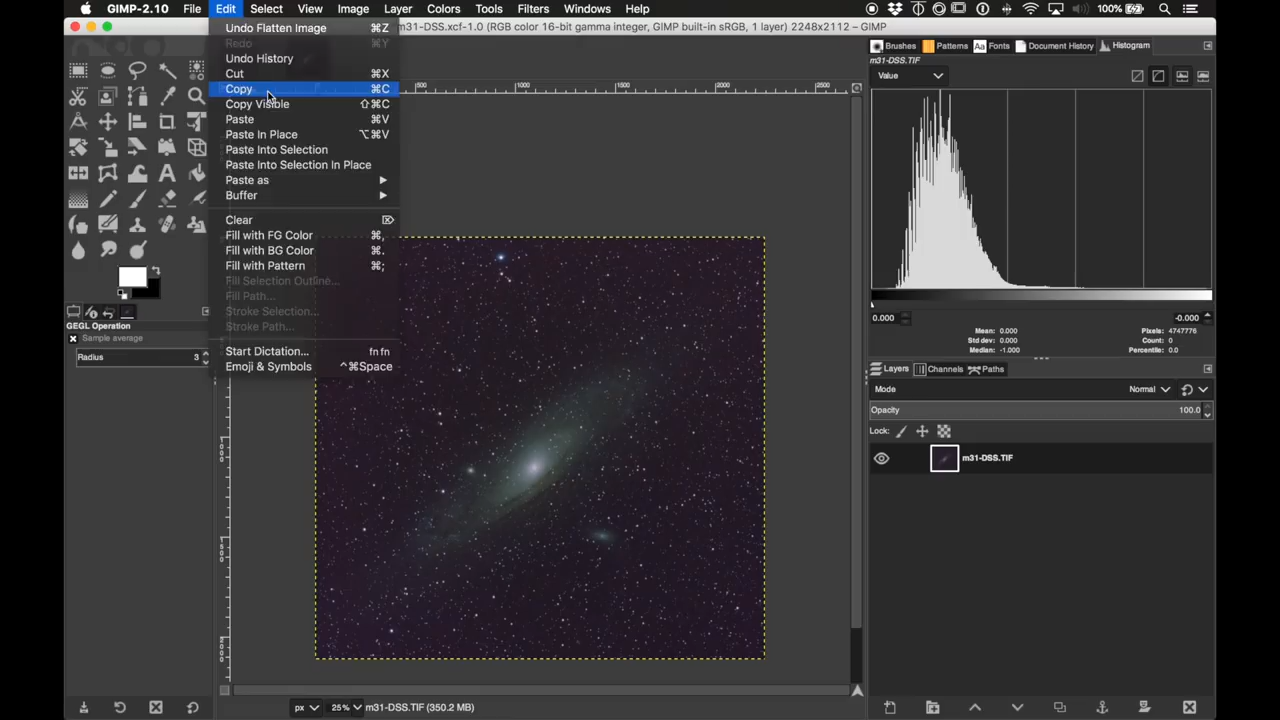 GIMP-2.10 File Edit Select View Image Layer Colors Tools Filters Windows Help 100%
m31-DSS.xcf-1.0 (RGB color 16-bit gamma integer, GIMP built-in sRGB, 1 layer) 2248x2112 – GIMP
Undo Flatten Image ⌘Z
Redo ⌘Y
Undo History
Cut ⌘X
Copy ⌘C
Copy Visible ⇧⌘C
Paste ⌘V
Paste In Place ⌥⌘V
Paste Into Selection
Paste Into Selection In Place
Paste as
Buffer
Clear
Fill with FG Color ⌘,
Fill with BG Color ⌘.
Fill with Pattern ⌘;
Fill Selection Outline...
Fill Path...
Stroke Selection...
Stroke Path...
Start Dictation... fn fn
Emoji & Symbols ^⌘Space
GEGL Operation
Sample average
Radius 3
500 1000 1500 2000 2500
px 25% m31-DSS.TIF (350.2 MB)
Brushes Patterns Aa Fonts Document History Histogram
m31-DSS.TIF
Value
0.000 -0.000
Mean: 0.000 Pixels: 4747776
Std dev: 0.000 Count: 0
Median: -1.000 Percentile: 0.0
Layers Channels Paths
Mode Normal
Opacity 100.0
Lock:
m31-DSS.TIF